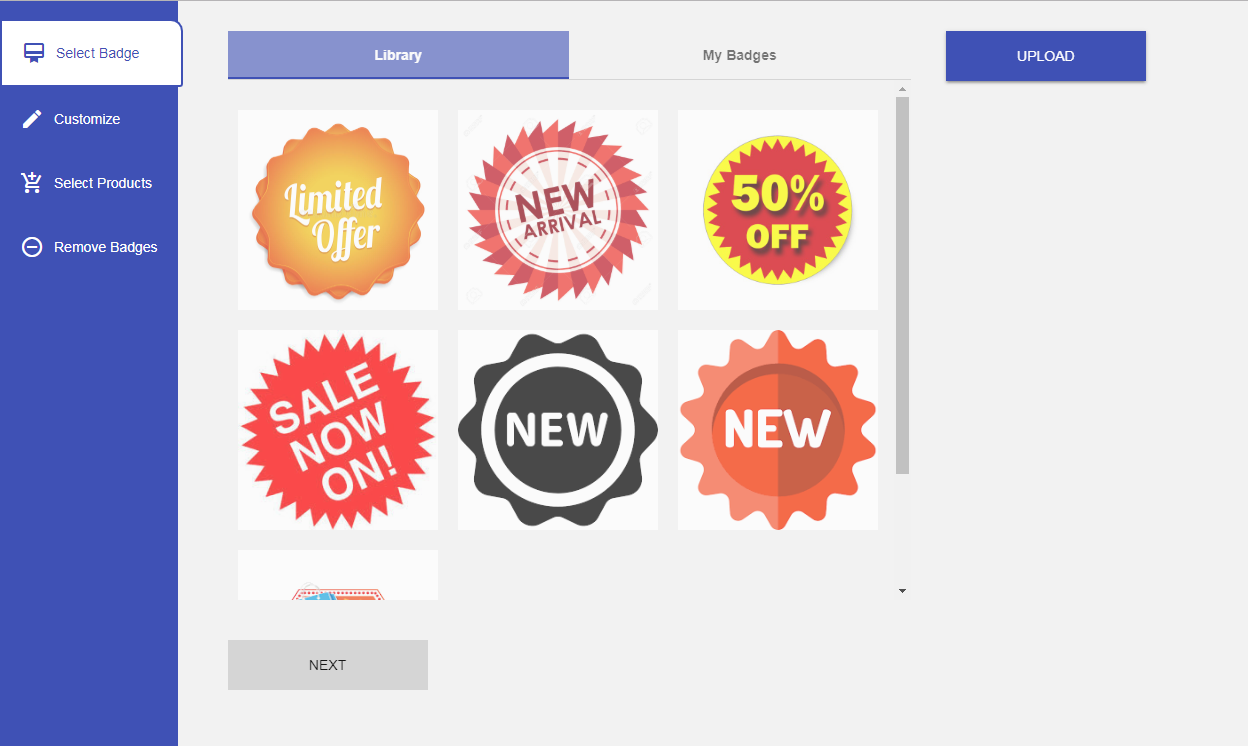 Select Badge
Customize
Select Products
Remove Badges
Library
My Badges
UPLOAD
Limited
Offer
NEW
ARRIVAL
50%
OFF
SALE
NOW
ON!
NEW
NEW
NEXT